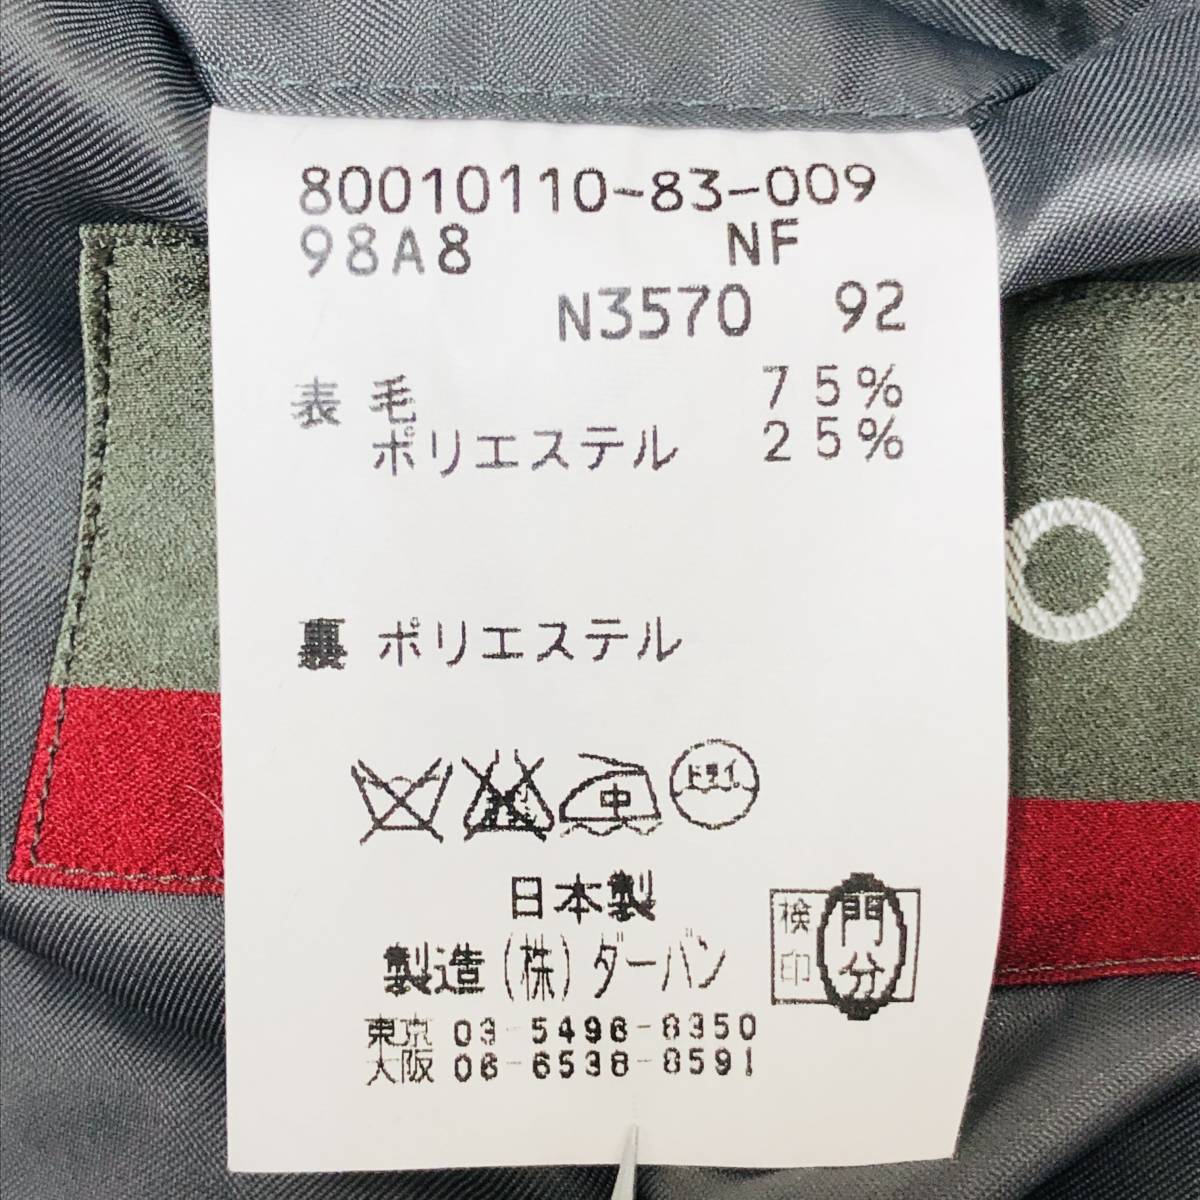 80010110-83-009
98A8 NF
N3570 92
表 毛 75%
ポリエステル 25%
裏 ポリエステル
中 ドライ
日本製
製造(株)ダーバン
検印 門分
東京 03-5496-8350
大阪 06-6538-8591